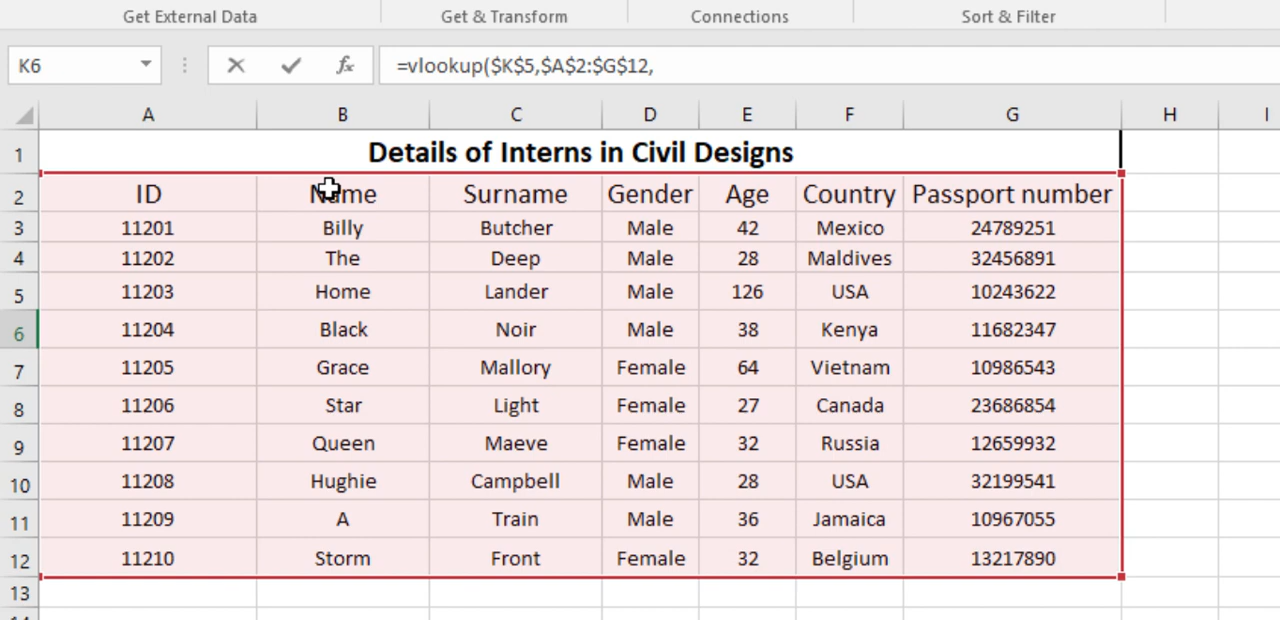 Get External Data Get & Transform Connections Sort & Filter
K6 fx =vlookup($K$5,$A$2:$G$12,
A B C D E F G H I
1 Details of Interns in Civil Designs
2 ID Name Surname Gender Age Country Passport number
3 11201 Billy Butcher Male 42 Mexico 24789251
4 11202 The Deep Male 28 Maldives 32456891
5 11203 Home Lander Male 126 USA 10243622
6 11204 Black Noir Male 38 Kenya 11682347
7 11205 Grace Mallory Female 64 Vietnam 10986543
8 11206 Star Light Female 27 Canada 23686854
9 11207 Queen Maeve Female 32 Russia 12659932
10 11208 Hughie Campbell Male 28 USA 32199541
11 11209 A Train Male 36 Jamaica 10967055
12 11210 Storm Front Female 32 Belgium 13217890
13